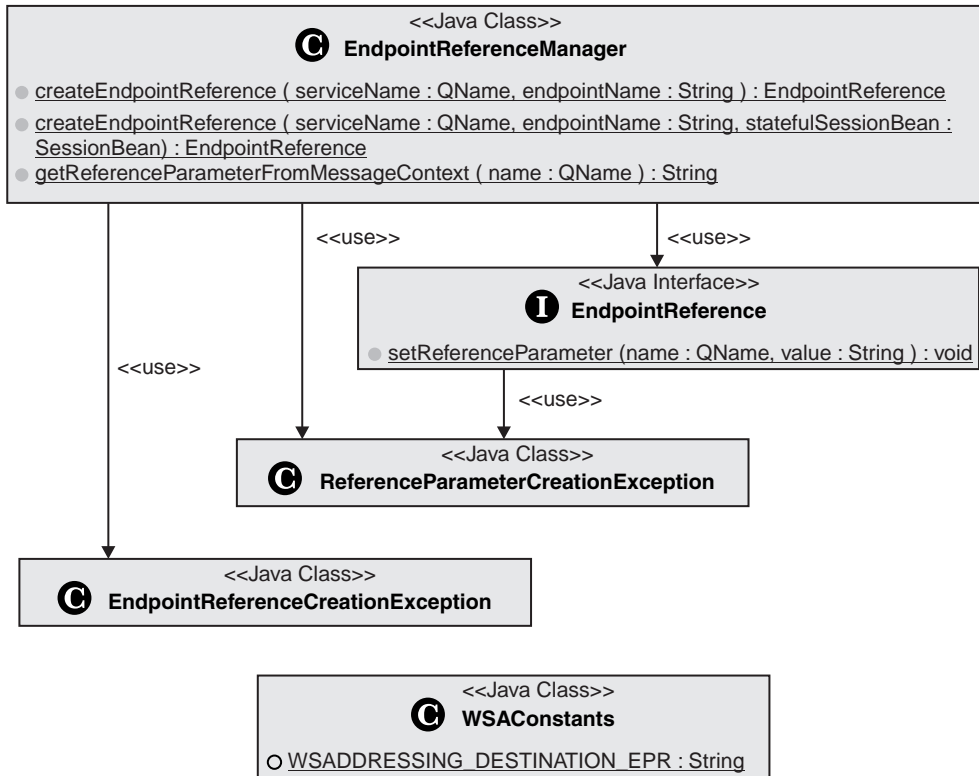 <<Java Class>>
C EndpointReferenceManager
createEndpointReference ( serviceName : QName, endpointName : String ) : EndpointReference
createEndpointReference ( serviceName : QName, endpointName : String, statefulSessionBean :
SessionBean) : EndpointReference
getReferenceParameterFromMessageContext ( name : QName ) : String
<<use>>
<<use>>
<<Java Interface>>
I EndpointReference
setReferenceParameter (name : QName, value : String ) : void
<<use>>
<<use>>
<<Java Class>>
C ReferenceParameterCreationException
<<Java Class>>
C EndpointReferenceCreationException
<<Java Class>>
C WSAConstants
WSADDRESSING_DESTINATION_EPR : String